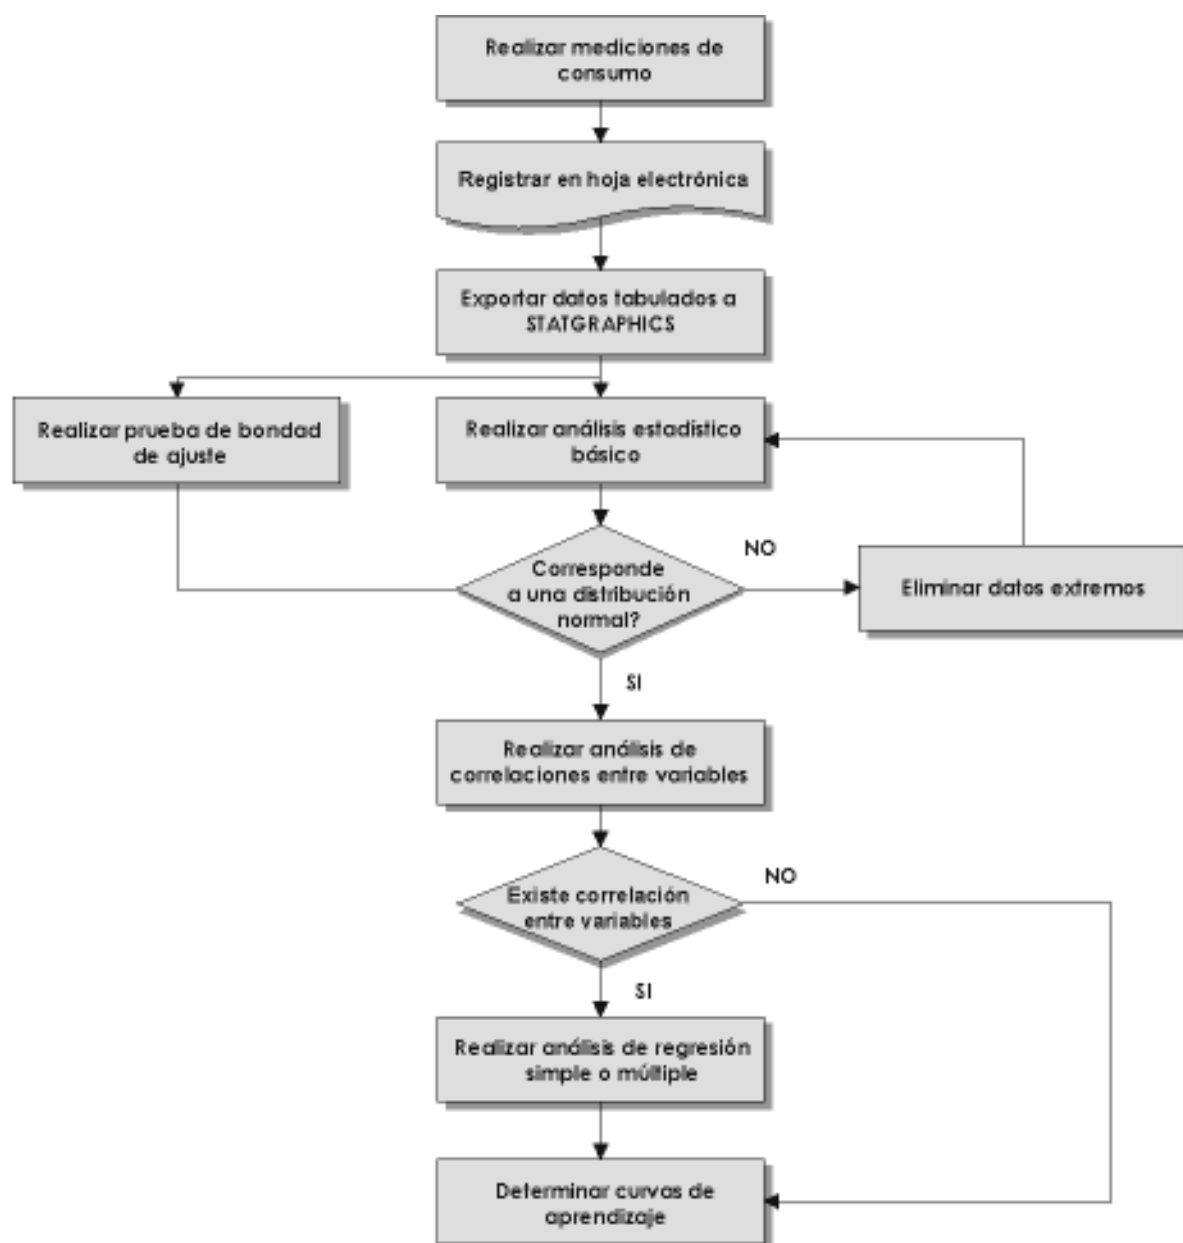 Realizar mediciones de
consumo
Registrar en hoja electrónica
Exportar datos tabulados a
STATGRAPHICS
Realizar prueba de bondad
de ajuste
Realizar análisis estadístico
básico
Corresponde
a una distribución
normal?
NO
Eliminar datos extremos
SI
Realizar análisis de
correlaciones entre variables
Existe correlación
entre variables
NO
SI
Realizar análisis de regresión
simple o múltiple
Determinar curvas de
aprendizaje